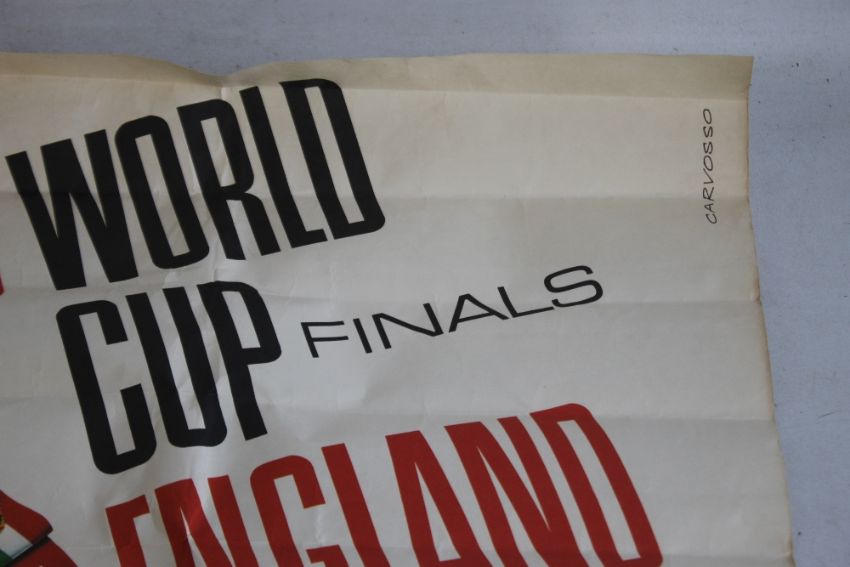 WORLD
CUP FINALS
ENGLAND
CARVOSSO